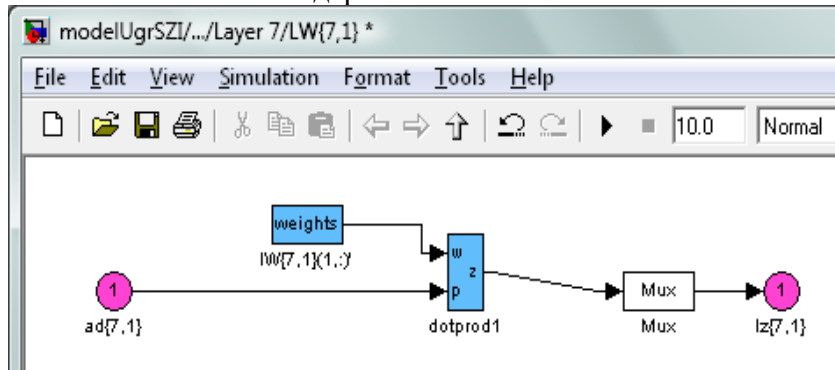 modelUgrSZI/.../Layer 7/LW{7,1} *
File Edit View Simulation Format Tools Help
10.0 Normal
weights
IW{7,1}(1,:)'
w
z
p
1
ad{7,1}
dotprod1
Mux
Mux
1
lz{7,1}